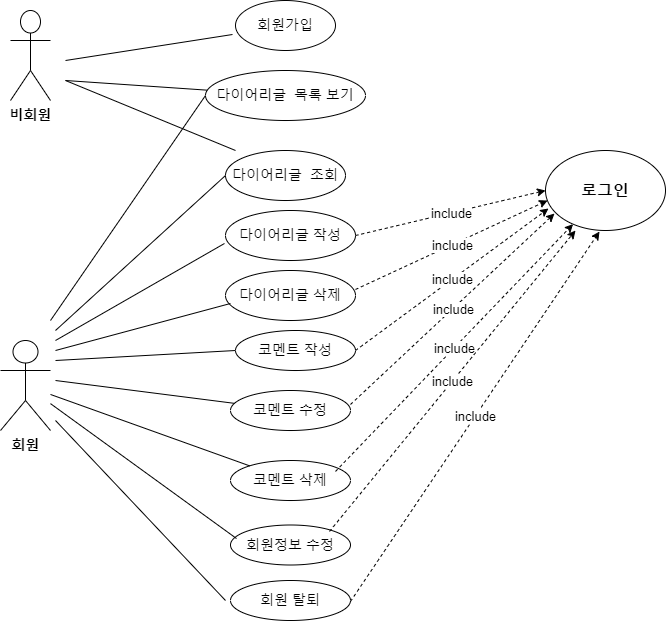 회원가입
비회원
다이어리글 목록 보기
다이어리글 조회
로그인
다이어리글 작성
include
include
다이어리글 삭제
include
include
코멘트 작성
include
include
코멘트 수정
include
회원
코멘트 삭제
회원정보 수정
회원 탈퇴